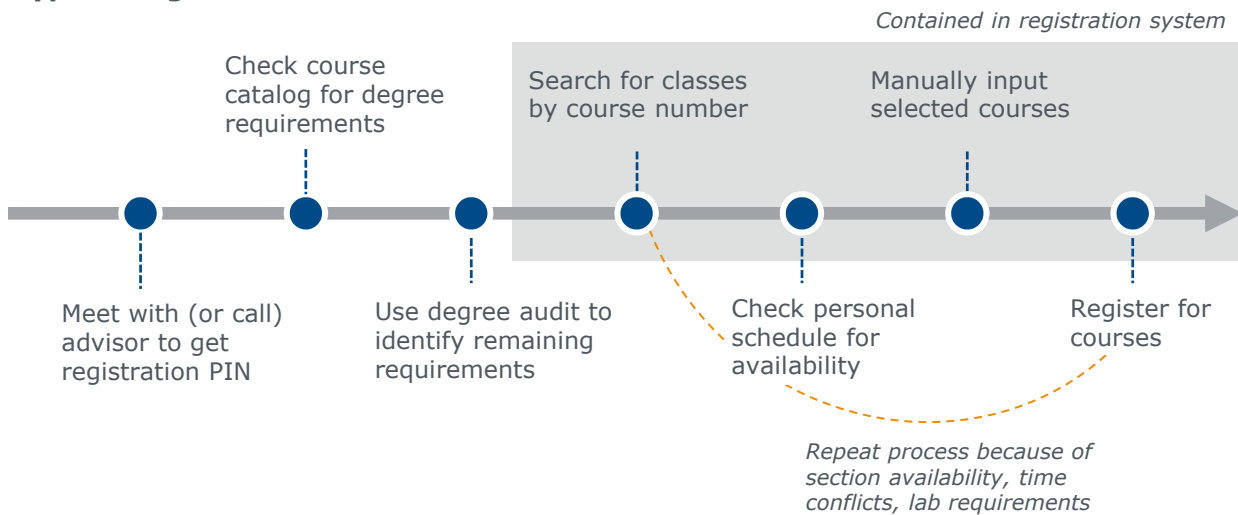 Contained in registration system
Check course
catalog for degree
requirements
Search for classes
by course number
Manually input
selected courses
Meet with (or call)
advisor to get
registration PIN
Use degree audit to
identify remaining
requirements
Check personal
schedule for
availability
Register for
courses
Repeat process because of
section availability, time
conflicts, lab requirements